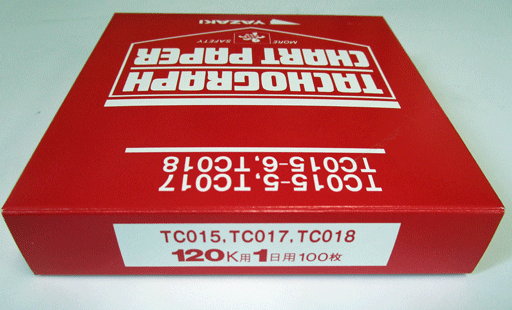 TC015-5,TC017
TC015-6,TC018
TACHOGRAPH
CHART PAPER
MORE SAFETY
YAZAKI
TC015,TC017,TC018
120K用1日用100枚